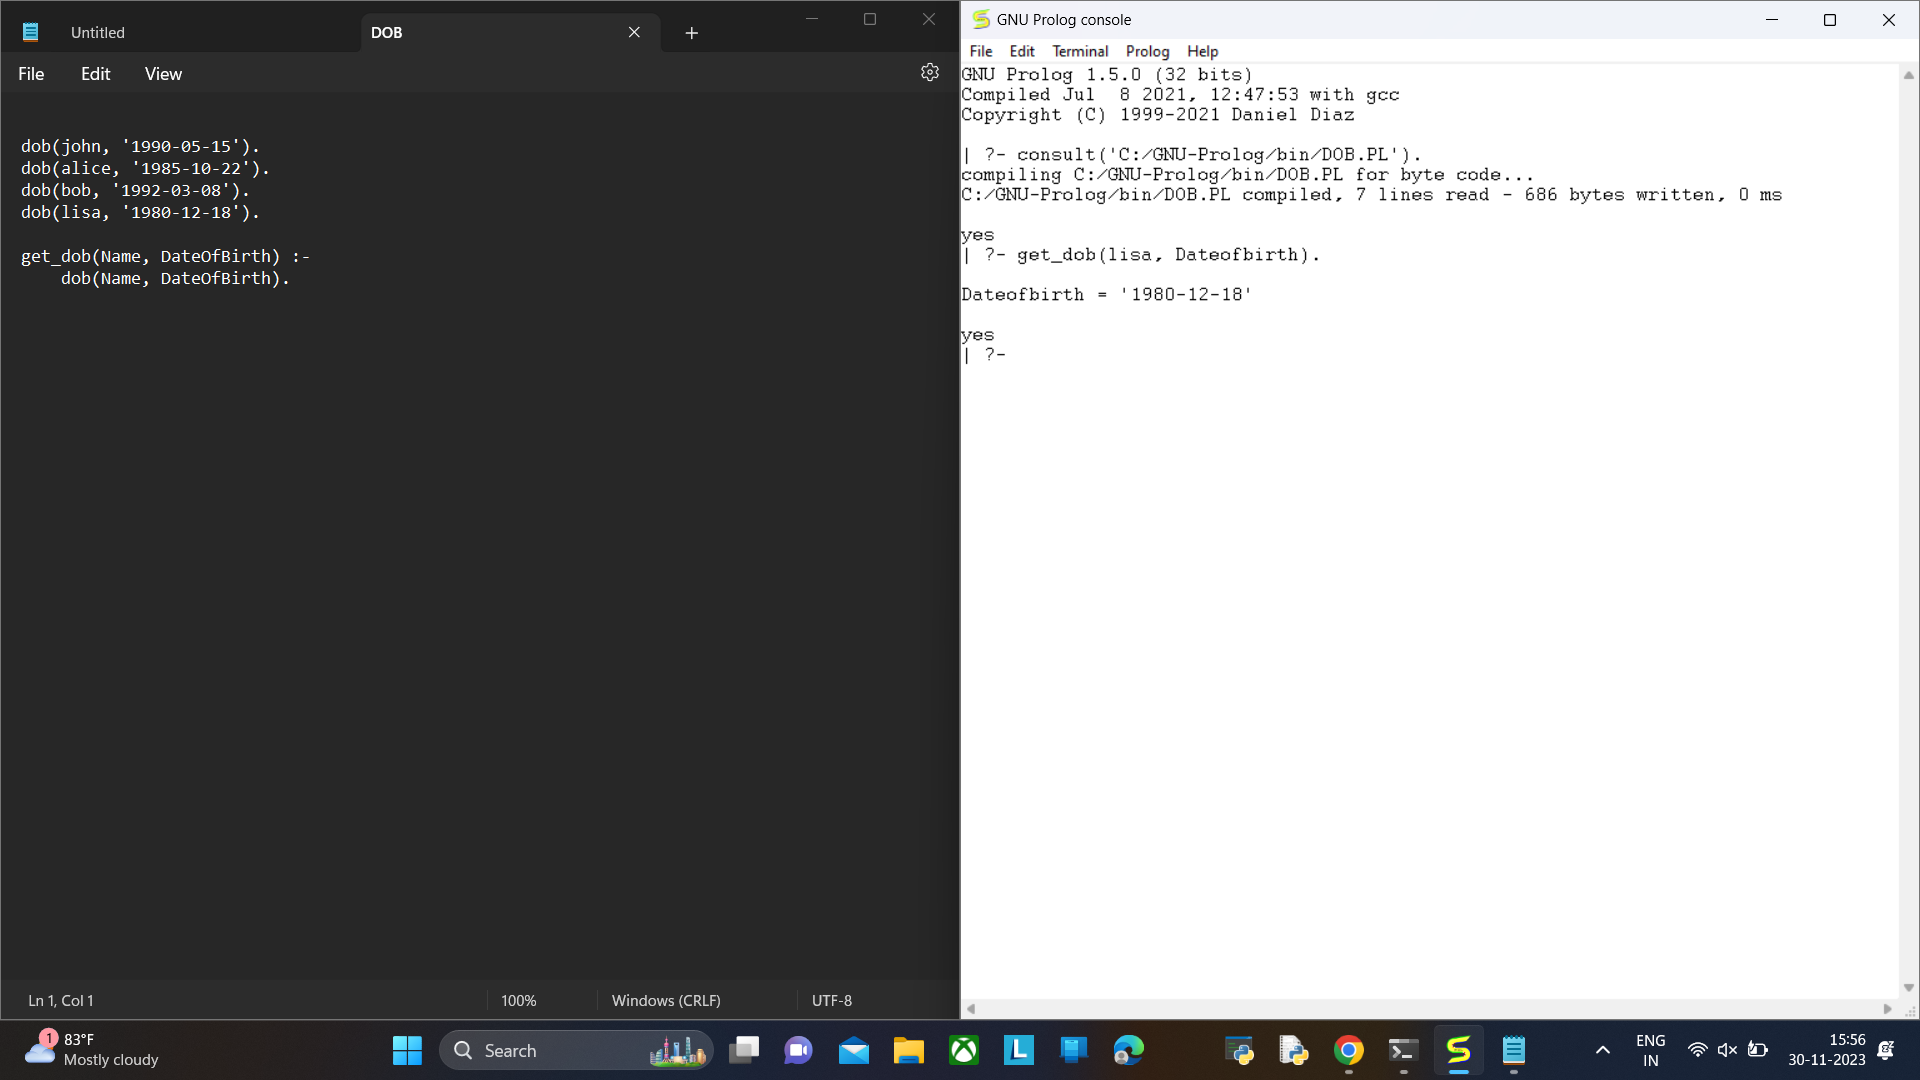 Untitled
DOB
File Edit View
dob(john, '1990-05-15').
dob(alice, '1985-10-22').
dob(bob, '1992-03-08').
dob(lisa, '1980-12-18').
get_dob(Name, DateOfBirth) :-
    dob(Name, DateOfBirth).
Ln 1, Col 1
100%
Windows (CRLF)
UTF-8
GNU Prolog console
File Edit Terminal Prolog Help
GNU Prolog 1.5.0 (32 bits)
Compiled Jul  8 2021, 12:47:53 with gcc
Copyright (C) 1999-2021 Daniel Diaz
| ?- consult('C:/GNU-Prolog/bin/DOB.PL').
compiling C:/GNU-Prolog/bin/DOB.PL for byte code...
C:/GNU-Prolog/bin/DOB.PL compiled, 7 lines read - 686 bytes written, 0 ms
yes
| ?- get_dob(lisa, Dateofbirth).
Dateofbirth = '1980-12-18'
yes
| ?-
1
83°F
Mostly cloudy
Search
L
ENG
IN
15:56
30-11-2023